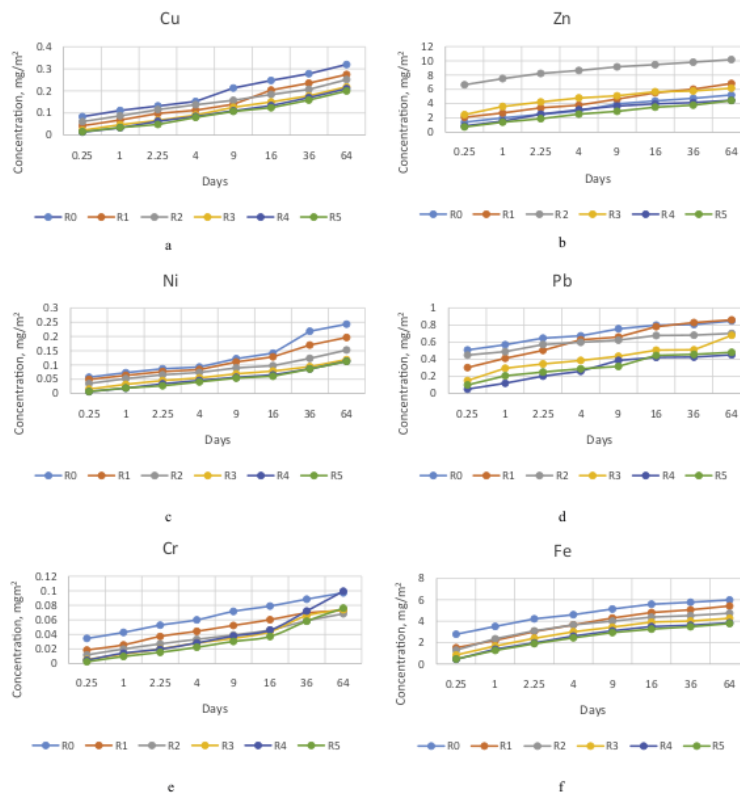 Cu
Concentration, mg/m²
0.4
0.3
0.2
0.1
0
0.25 1 2.25 4 9 16 36 64
Days
R0 R1 R2 R3 R4 R5
a
Zn
Concentration, mg/m²
12
10
8
6
4
2
0
0.25 1 2.25 4 9 16 36 64
Days
R0 R1 R2 R3 R4 R5
b
Ni
Concentration, mg/m²
0.3
0.25
0.2
0.15
0.1
0.05
0
0.25 1 2.25 4 9 16 36 64
Days
R0 R1 R2 R3 R4 R5
c
Pb
Concentration, mg/m²
1
0.8
0.6
0.4
0.2
0
0.25 1 2.25 4 9 16 36 64
Days
R0 R1 R2 R3 R4 R5
d
Cr
Concentration, mgm²
0.12
0.1
0.08
0.06
0.04
0.02
0
0.25 1 2.25 4 9 16 36 64
Days
R0 R1 R2 R3 R4 R5
e
Fe
Concentration, mg/m²
6
4
2
0
0.25 1 2.25 4 9 16 36 64
Days
R0 R1 R2 R3 R4 R5
f